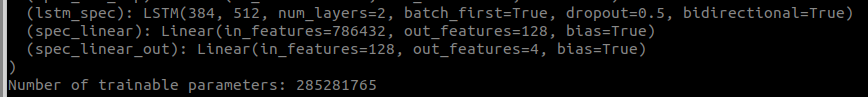 (lstm_spec): LSTM(384, 512, num_layers=2, batch_first=True, dropout=0.5, bidirectional=True)
(spec_linear): Linear(in_features=786432, out_features=128, bias=True)
(spec_linear_out): Linear(in_features=128, out_features=4, bias=True)
)
Number of trainable parameters: 285281765